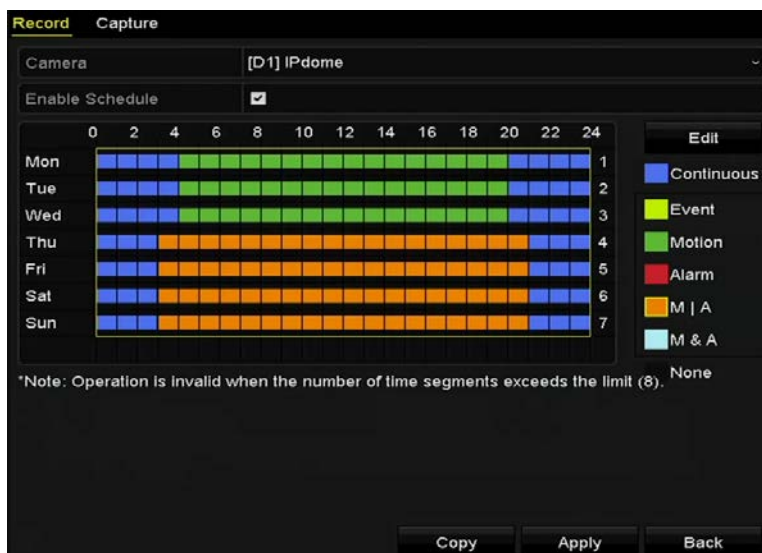 Record Capture
Camera [D1] IPdome
Enable Schedule
0 2 4 6 8 10 12 14 16 18 20 22 24
Edit
Mon 1
Continuous
Tue 2
Wed 3
Event
Thu 4
Motion
Fri 5
Alarm
Sat 6
M | A
Sun 7
M & A
None
*Note: Operation is invalid when the number of time segments exceeds the limit (8).
Copy Apply Back